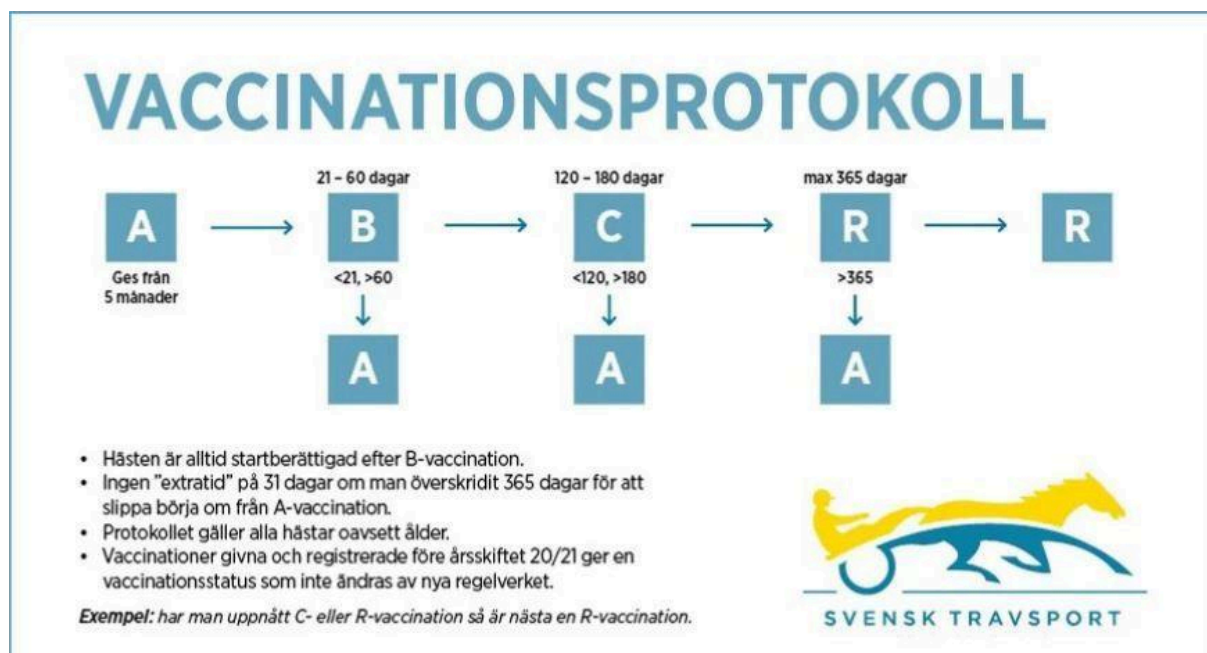 VACCINATIONSPROTOKOLL
21 – 60 dagar
120 – 180 dagar
max 365 dagar
A
B
C
R
R
Ges från
5 månader
<21, >60
<120, >180
>365
A
A
A
• Hästen är alltid startberättigad efter B-vaccination.
• Ingen ”extratid” på 31 dagar om man överskridit 365 dagar för att
slippa börja om från A-vaccination.
• Protokollet gäller alla hästar oavsett ålder.
• Vaccinationer givna och registrerade före årsskiftet 20/21 ger en
vaccinationsstatus som inte ändras av nya regelverket.
Exempel: har man uppnått C- eller R-vaccination så är nästa en R-vaccination.
SVENSK TRAVSPORT